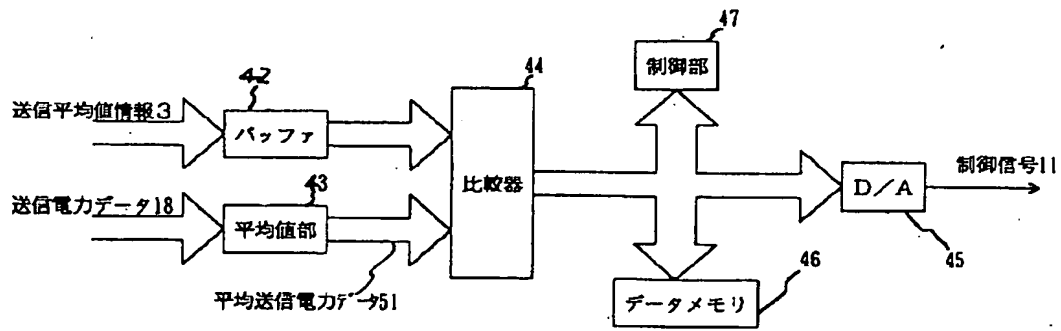 47
制御部
44
42
送信平均値情報3
バッファ
比較器
制御信号11
D/A
送信電力データ18
43
平均値部
45
平均送信電力データ51
46
データメモリ